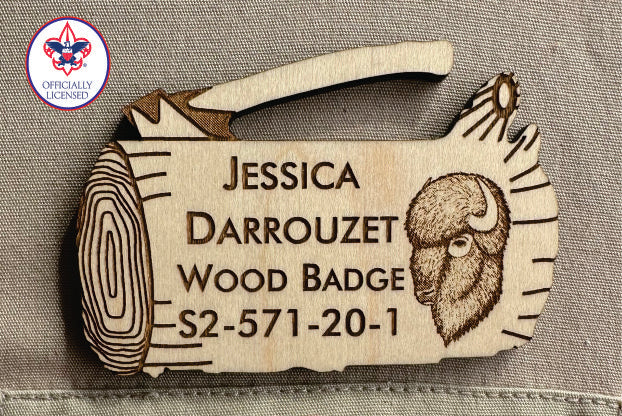 OFFICIALLY
LICENSED
®
JESSICA
DARROUZET
WOOD BADGE
S2-571-20-1